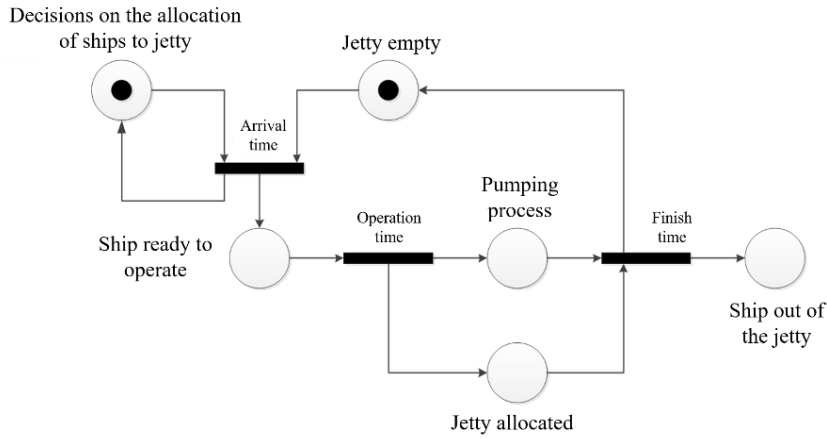 Decisions on the allocation
of ships to jetty
Jetty empty
Arrival
time
Pumping
process
Operation
time
Finish
time
Ship ready to
operate
Ship out of
the jetty
Jetty allocated